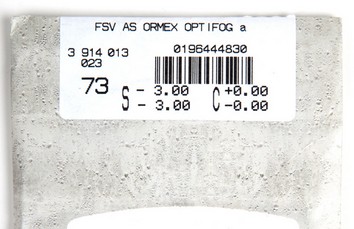 FSV AS ORMEX OPTIFOG a
3 914 013 0196444830
023
73 S - 3.00 C +0.00
- 3.00 -0.00